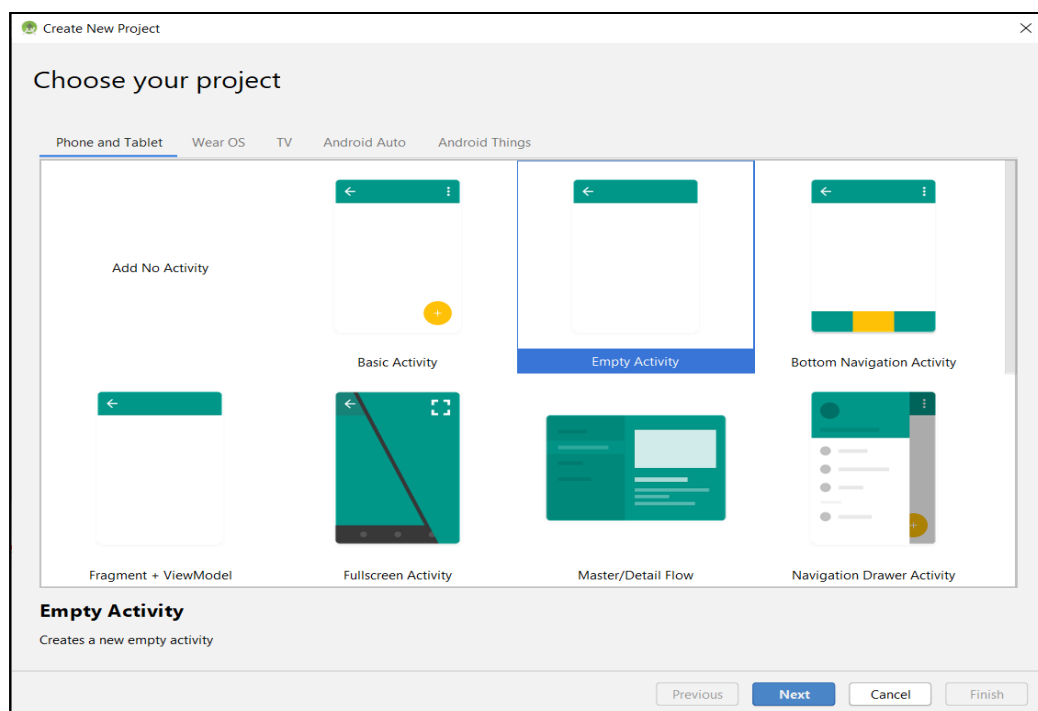 Create New Project
Choose your project
Phone and Tablet Wear OS TV Android Auto Android Things
Add No Activity
Basic Activity Empty Activity Bottom Navigation Activity
Fragment + ViewModel Fullscreen Activity Master/Detail Flow Navigation Drawer Activity
Empty Activity
Creates a new empty activity
Previous Next Cancel Finish